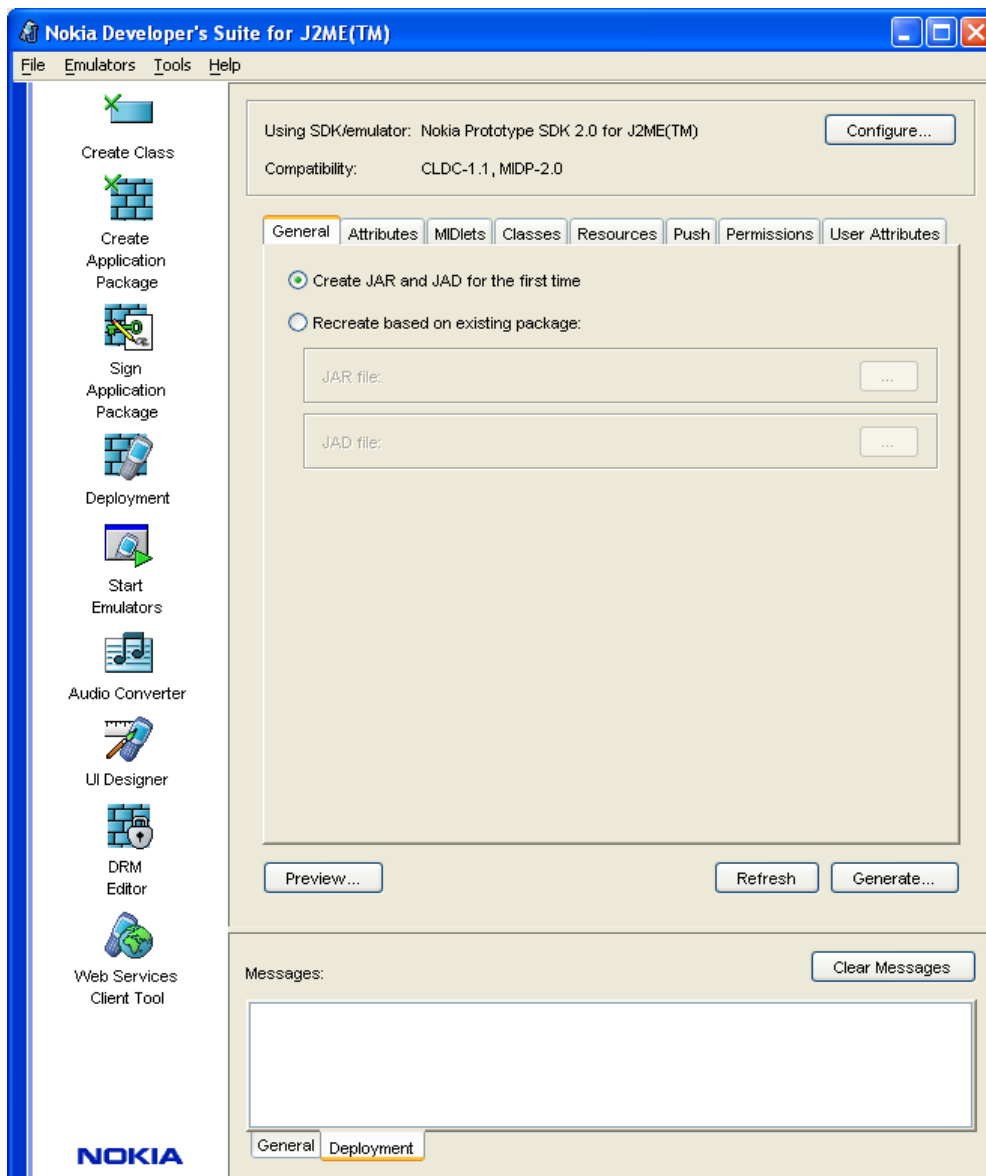 Nokia Developer's Suite for J2ME(TM)
File Emulators Tools Help
Create Class
Create
Application
Package
Sign
Application
Package
Deployment
Start
Emulators
Audio Converter
UI Designer
DRM
Editor
Web Services
Client Tool
NOKIA
Using SDK/emulator: Nokia Prototype SDK 2.0 for J2ME(TM)
Configure...
Compatibility: CLDC-1.1, MIDP-2.0
General Attributes MIDlets Classes Resources Push Permissions User Attributes
Create JAR and JAD for the first time
Recreate based on existing package:
JAR file: ...
JAD file: ...
Preview... Refresh Generate...
Messages: Clear Messages
General Deployment